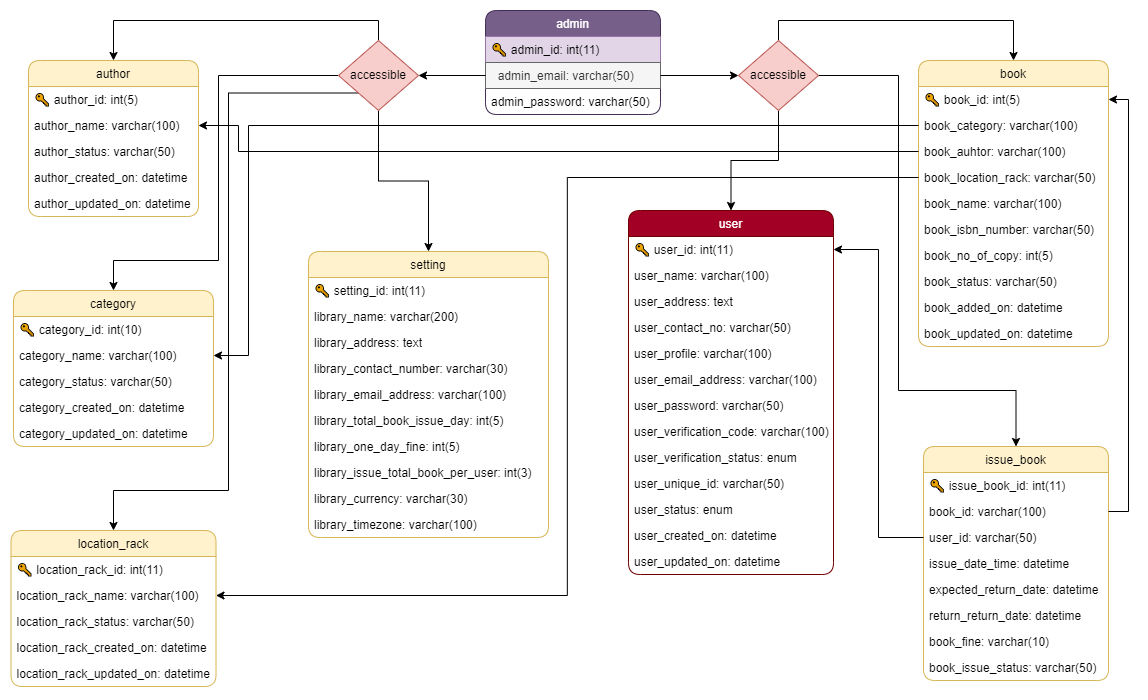 admin
admin_id: int(11)
admin_email: varchar(50)
admin_password: varchar(50)
accessible
accessible
author
author_id: int(5)
author_name: varchar(100)
author_status: varchar(50)
author_created_on: datetime
author_updated_on: datetime
book
book_id: int(5)
book_category: varchar(100)
book_auhtor: varchar(100)
book_location_rack: varchar(50)
book_name: varchar(100)
book_isbn_number: varchar(50)
book_no_of_copy: int(5)
book_status: varchar(50)
book_added_on: datetime
book_updated_on: datetime
category
category_id: int(10)
category_name: varchar(100)
category_status: varchar(50)
category_created_on: datetime
category_updated_on: datetime
setting
setting_id: int(11)
library_name: varchar(200)
library_address: text
library_contact_number: varchar(30)
library_email_address: varchar(100)
library_total_book_issue_day: int(5)
library_one_day_fine: int(5)
library_issue_total_book_per_user: int(3)
library_currency: varchar(30)
library_timezone: varchar(100)
user
user_id: int(11)
user_name: varchar(100)
user_address: text
user_contact_no: varchar(50)
user_profile: varchar(100)
user_email_address: varchar(100)
user_password: varchar(50)
user_verification_code: varchar(100)
user_verification_status: enum
user_unique_id: varchar(50)
user_status: enum
user_created_on: datetime
user_updated_on: datetime
location_rack
location_rack_id: int(11)
location_rack_name: varchar(100)
location_rack_status: varchar(50)
location_rack_created_on: datetime
location_rack_updated_on: datetime
issue_book
issue_book_id: int(11)
book_id: varchar(100)
user_id: varchar(50)
issue_date_time: datetime
expected_return_date: datetime
return_return_date: datetime
book_fine: varchar(10)
book_issue_status: varchar(50)